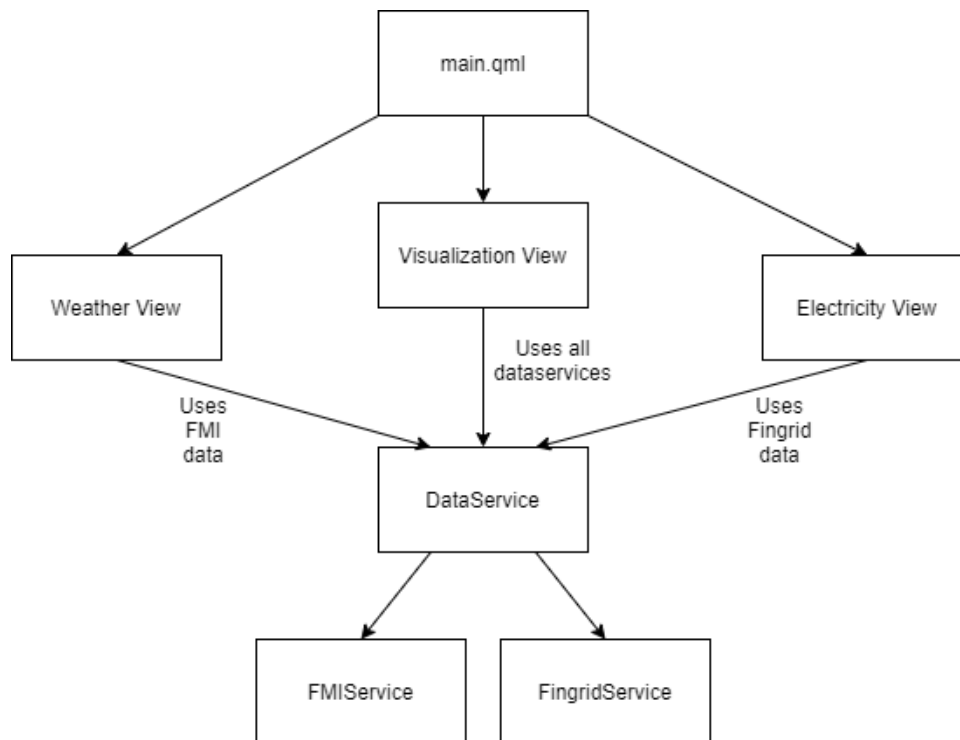 main.qml
Visualization View
Weather View
Electricity View
Uses all
dataservices
Uses
FMI
data
Uses
Fingrid
data
DataService
FMIService
FingridService